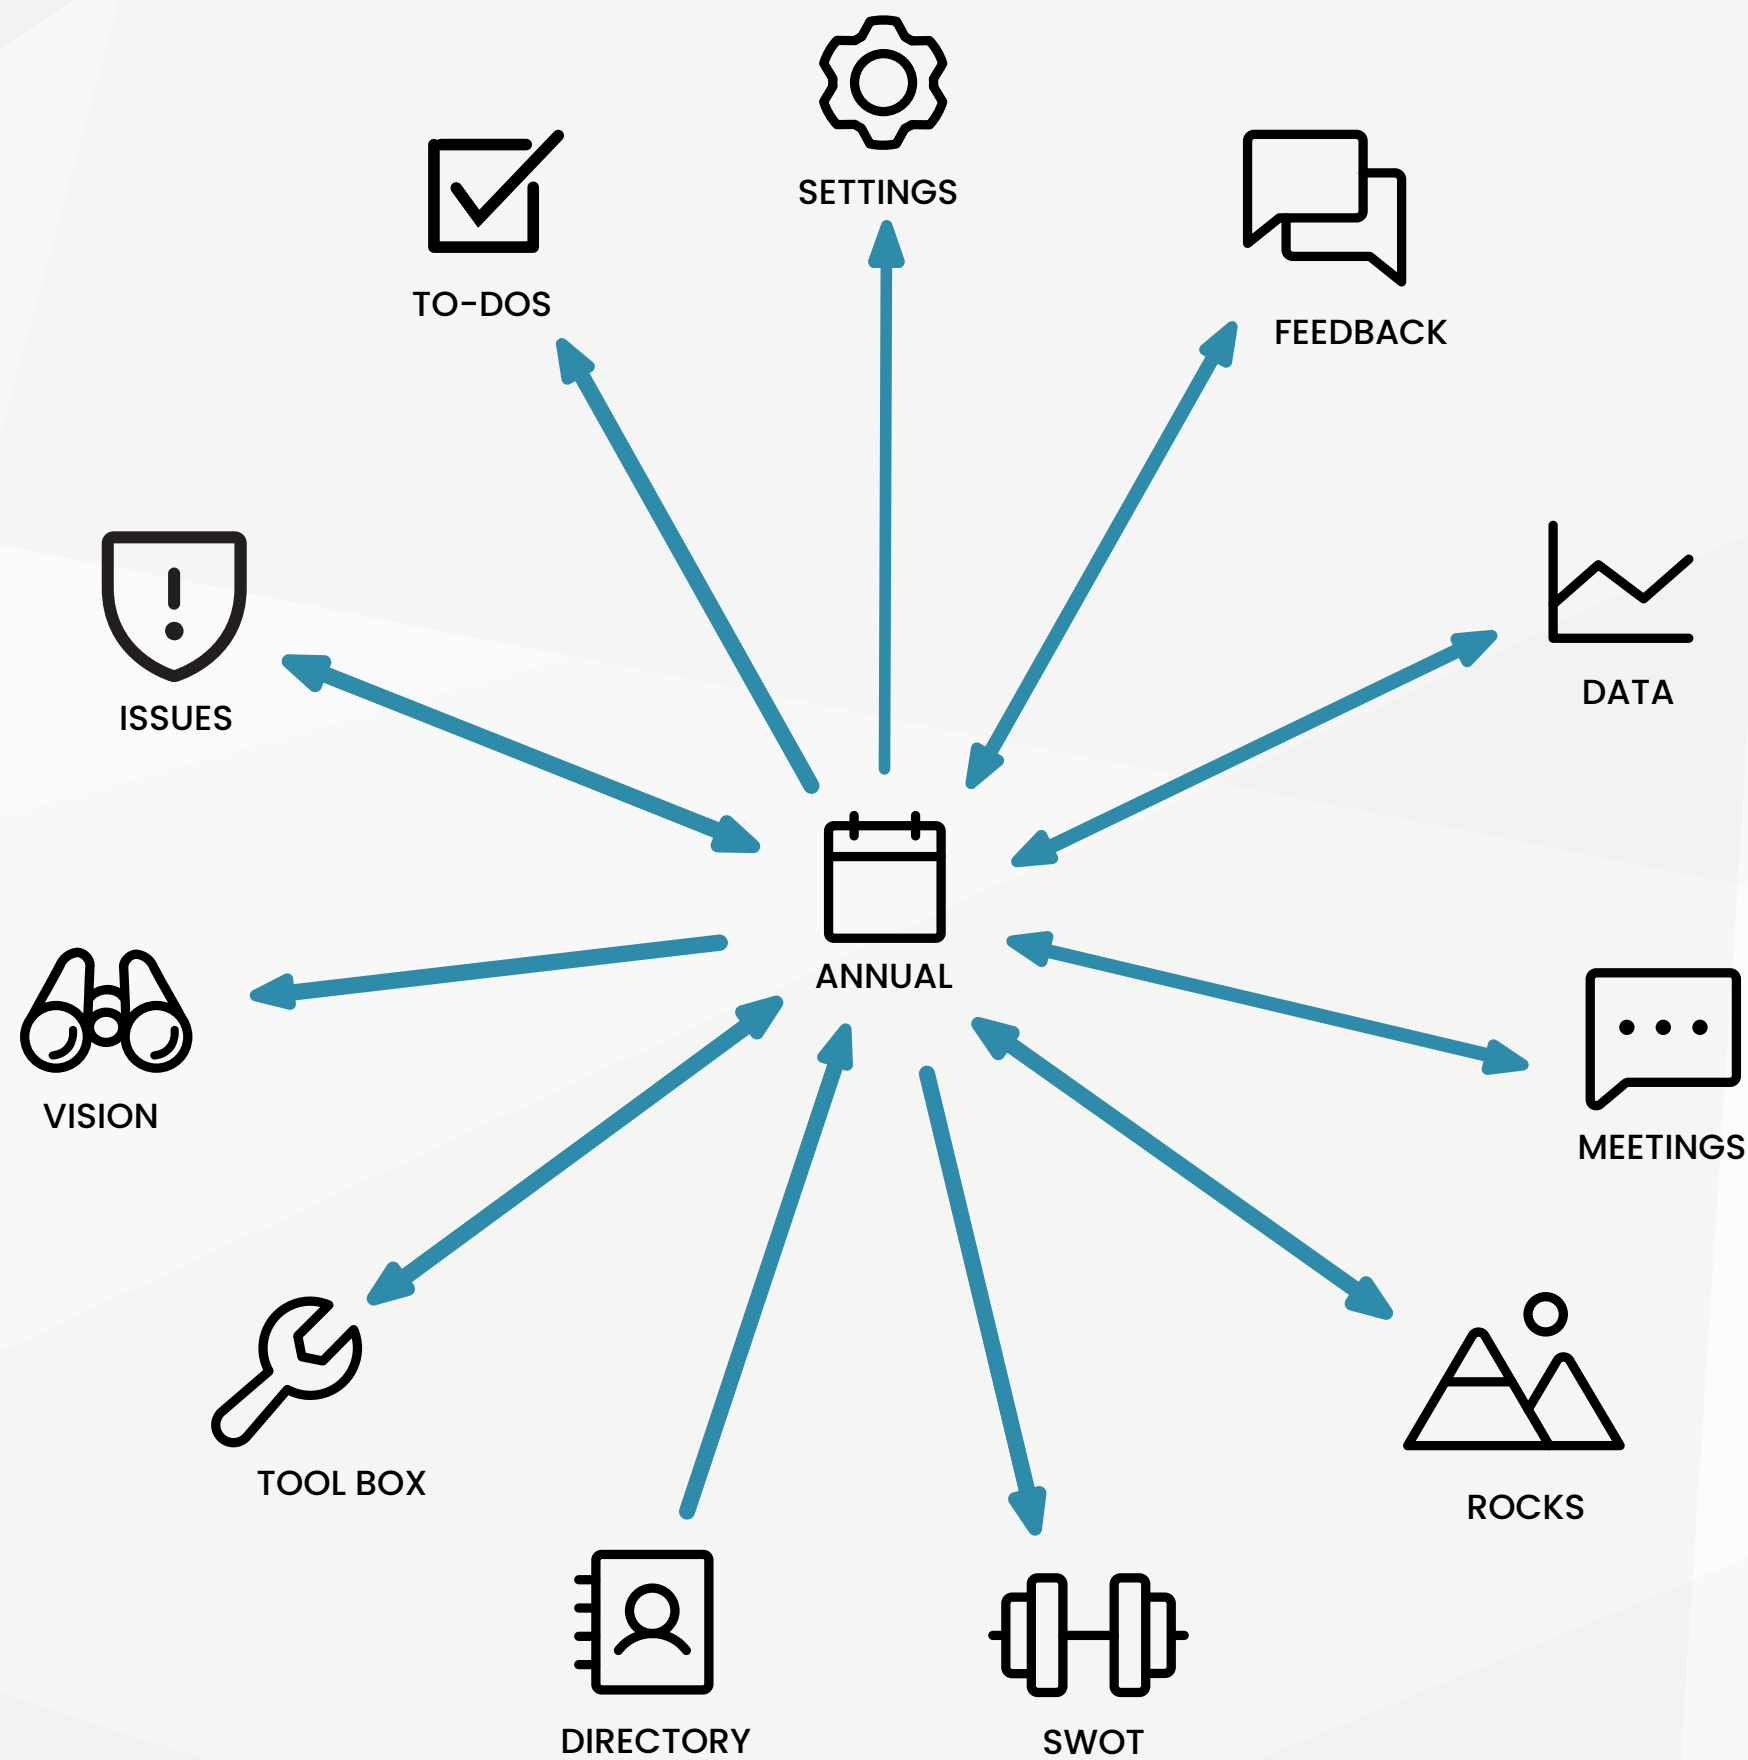 SETTINGS
TO-DOS
FEEDBACK
ISSUES
DATA
ANNUAL
VISION
MEETINGS
TOOL BOX
ROCKS
DIRECTORY
SWOT